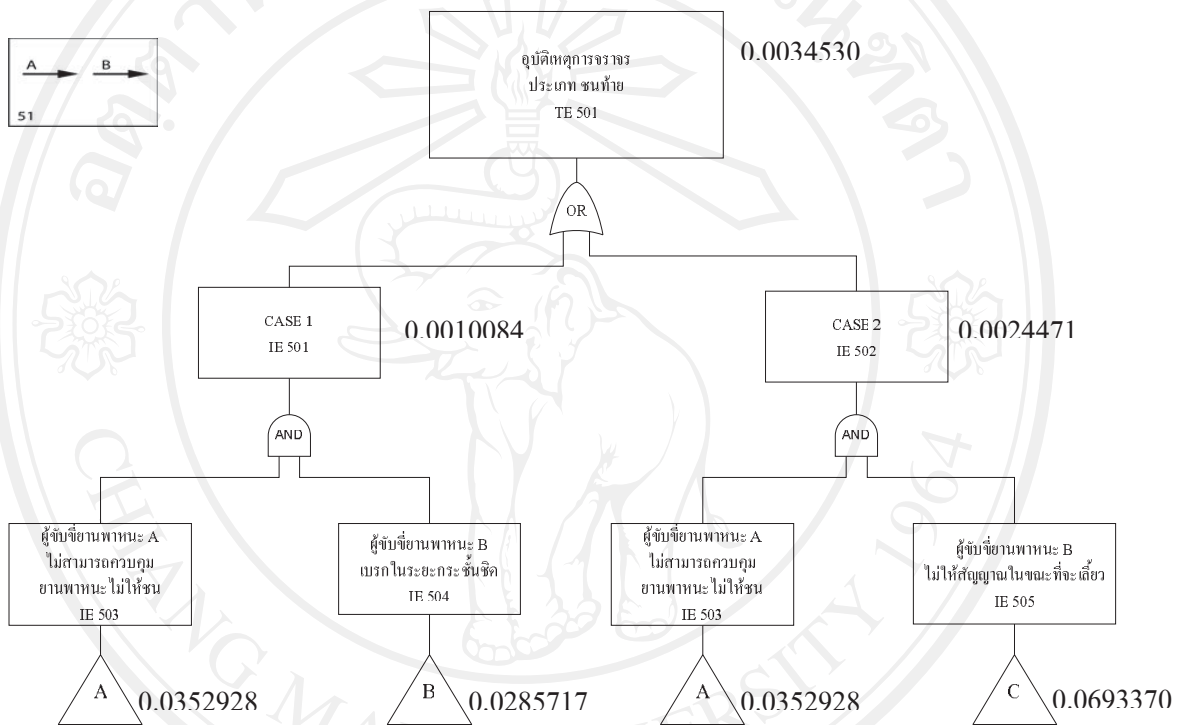 A B
51
อุบัติเหตุการจราจร
ประเภท ชนท้าย
TE 501
0.0034530
OR
CASE 1
IE 501
0.0010084
CASE 2
IE 502
0.0024471
AND
AND
ผู้ขับขี่ยานพาหนะ A
ไม่สามารถควบคุม
ยานพาหนะไม่ให้ชน
IE 503
ผู้ขับขี่ยานพาหนะ B
เบรกในระยะกระชั้นชิด
IE 504
ผู้ขับขี่ยานพาหนะ A
ไม่สามารถควบคุม
ยานพาหนะไม่ให้ชน
IE 503
ผู้ขับขี่ยานพาหนะ B
ไม่ให้สัญญาณในขณะที่จะเลี้ยว
IE 505
A
0.0352928
B
0.0285717
A
0.0352928
C
0.0693370
1964